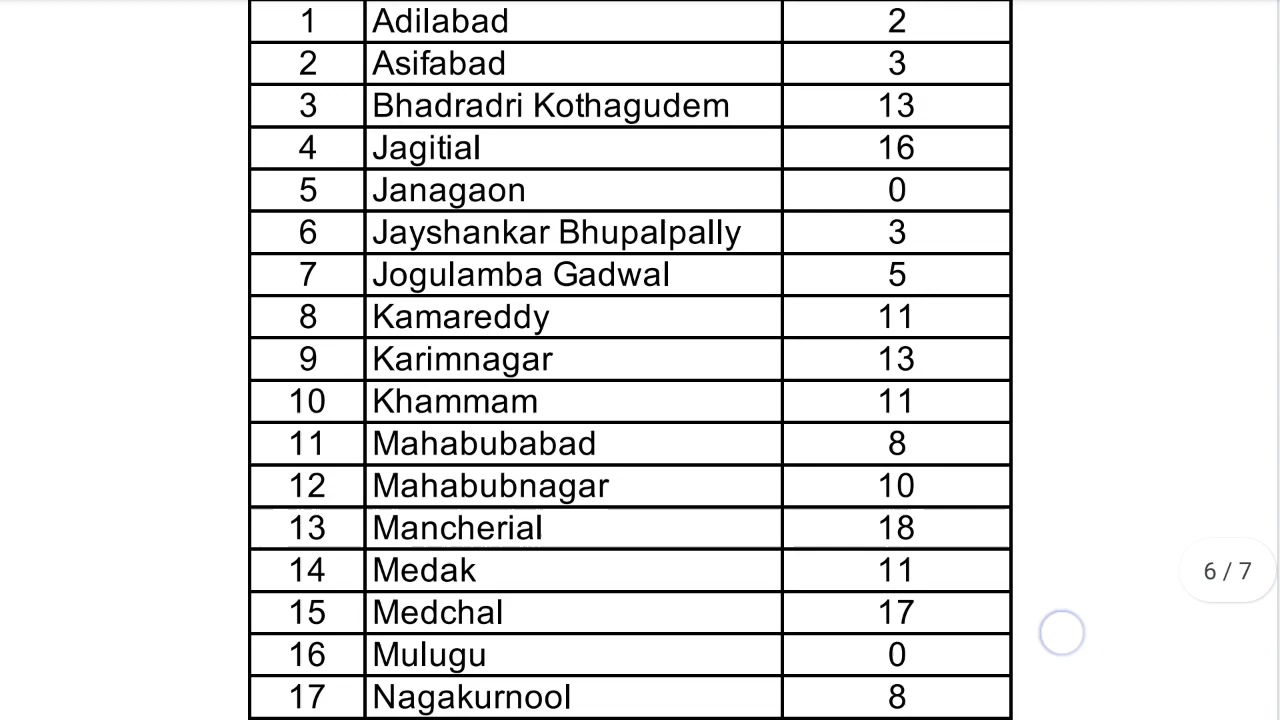 1 Adilabad 2
2 Asifabad 3
3 Bhadradri Kothagudem 13
4 Jagitial 16
5 Janagaon 0
6 Jayshankar Bhupalpally 3
7 Jogulamba Gadwal 5
8 Kamareddy 11
9 Karimnagar 13
10 Khammam 11
11 Mahabubabad 8
12 Mahabubnagar 10
13 Mancherial 18
14 Medak 11
6 / 7
15 Medchal 17
16 Mulugu 0
17 Nagakurnool 8